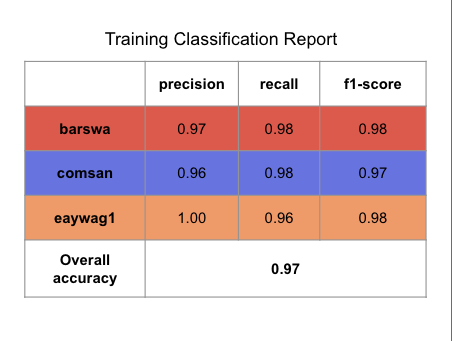 Training Classification Report
precision recall f1-score
barswa 0.97 0.98 0.98
comsan 0.96 0.98 0.97
eaywag1 1.00 0.96 0.98
Overall
accuracy
0.97